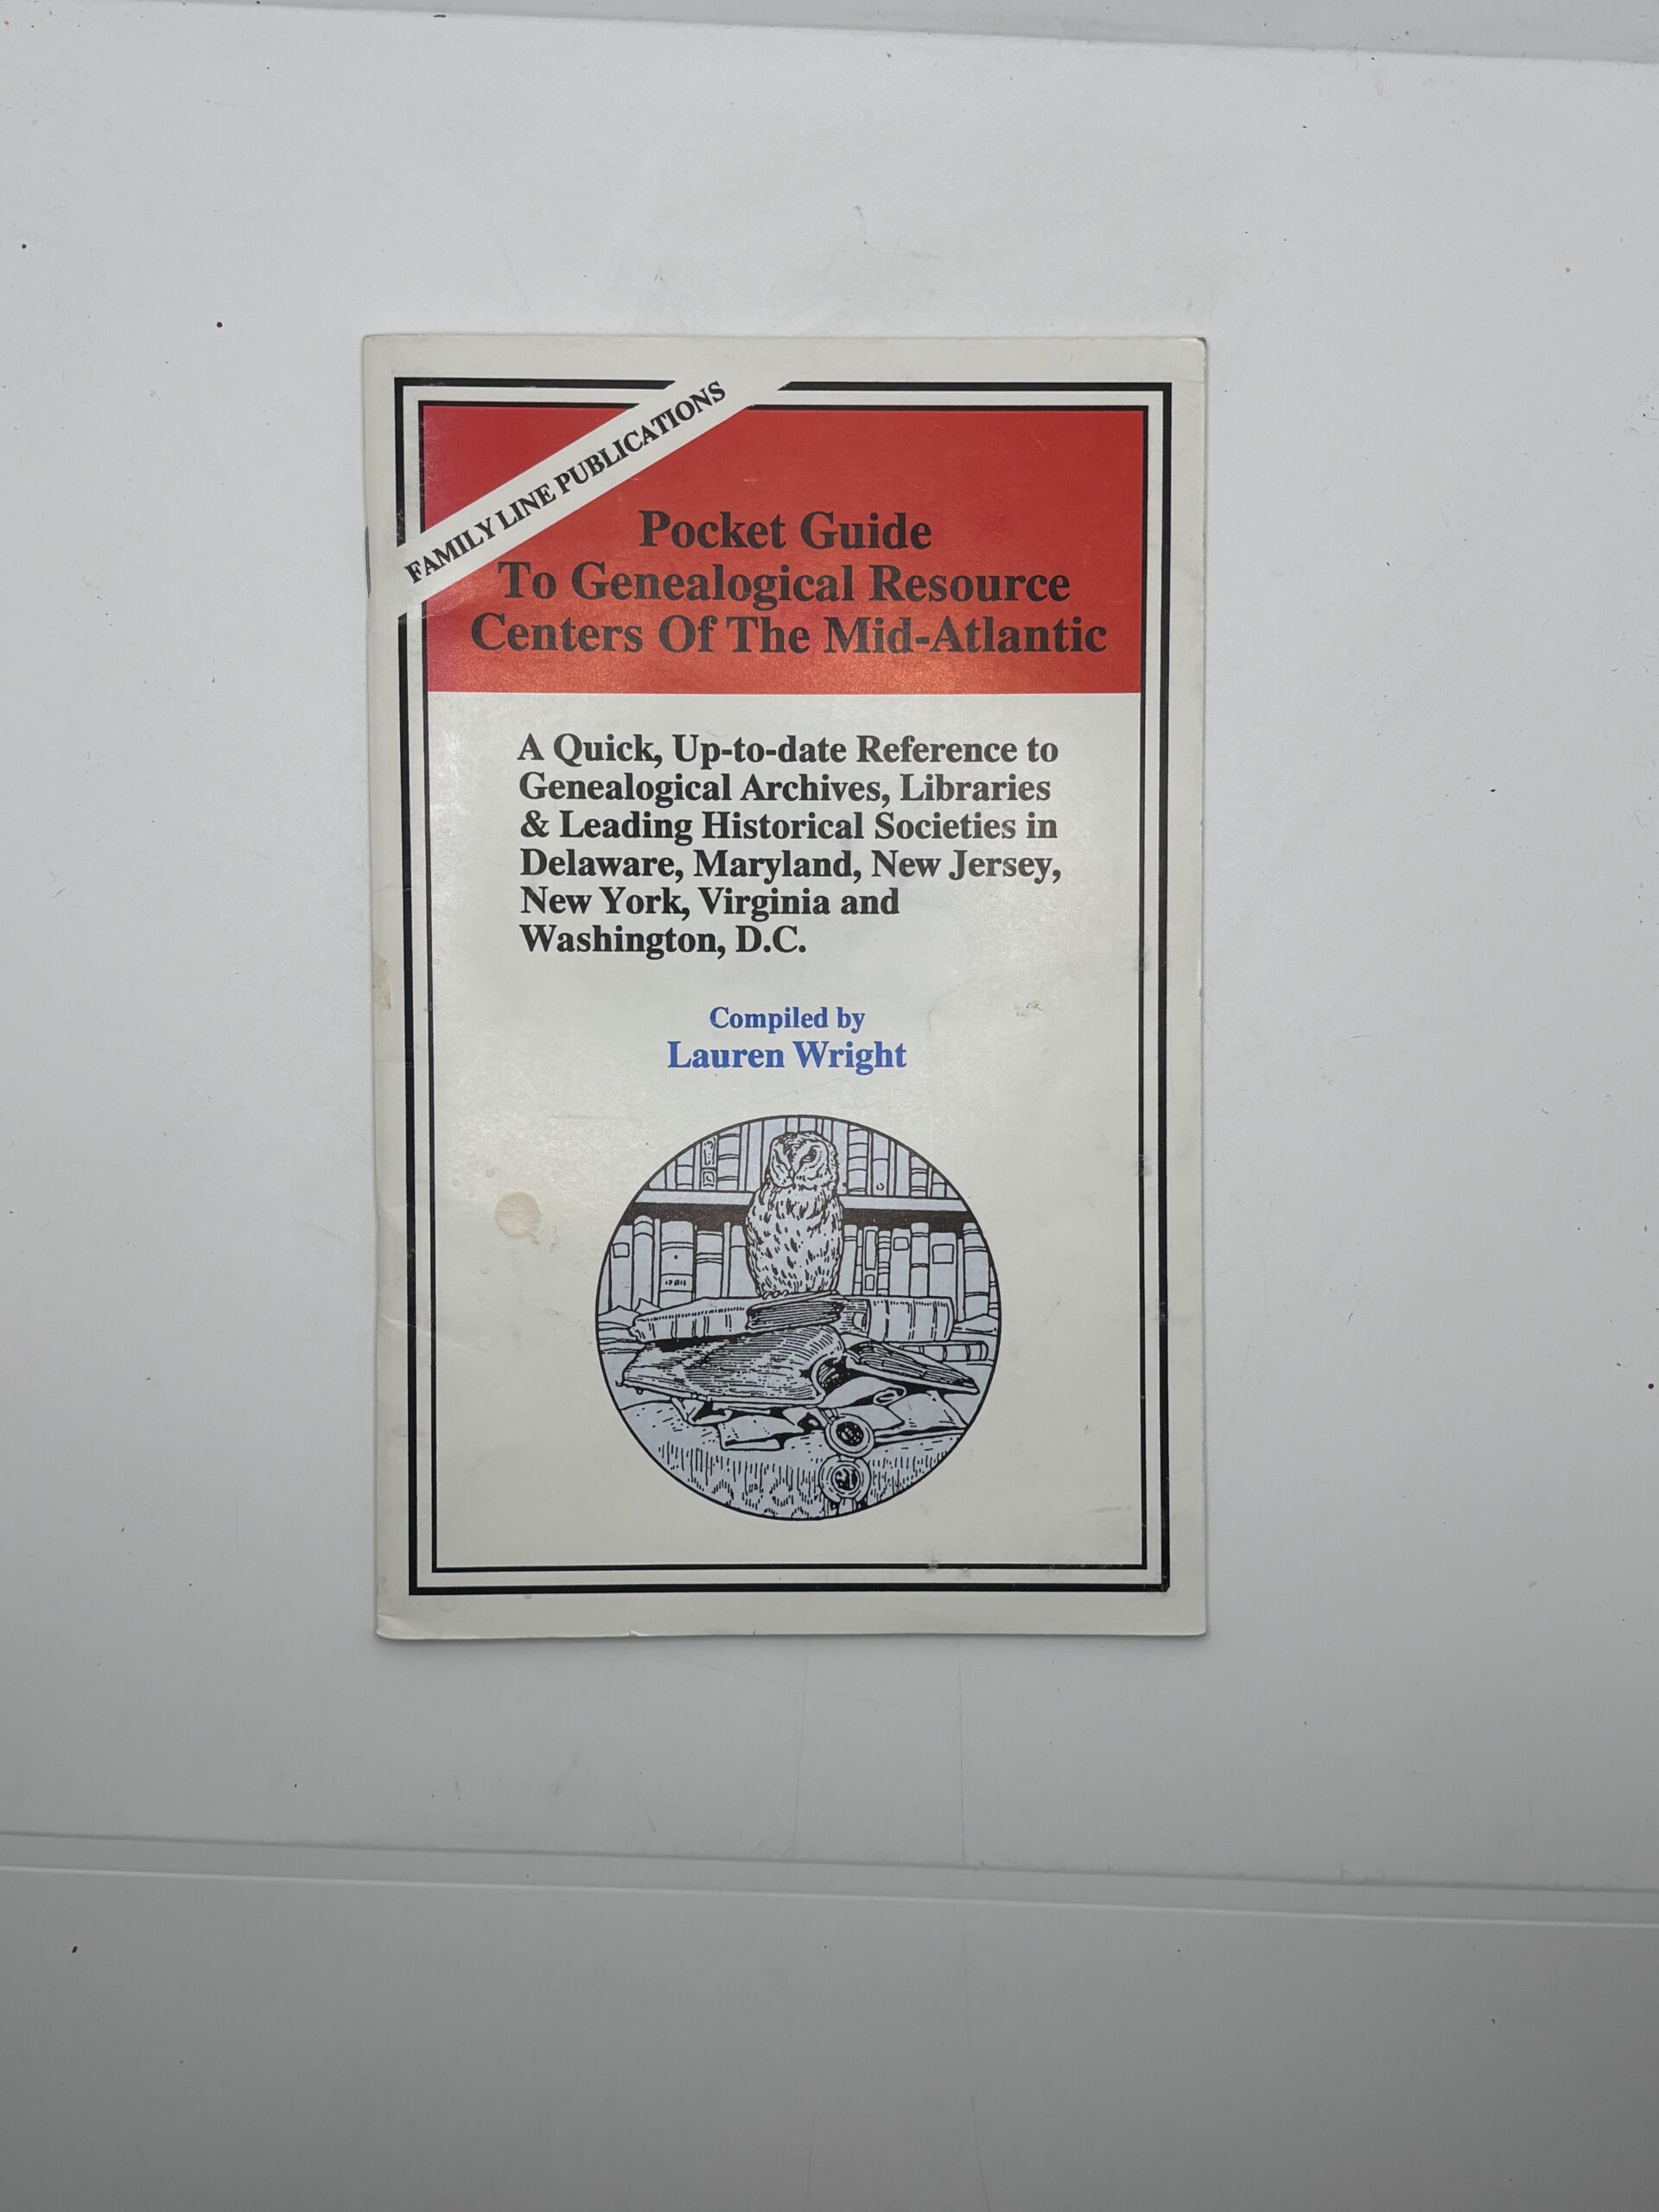 FAMILY LINE PUBLICATIONS
Pocket Guide
To Genealogical Resource
Centers Of The Mid-Atlantic
A Quick, Up-to-date Reference to
Genealogical Archives, Libraries
& Leading Historical Societies in
Delaware, Maryland, New Jersey,
New York, Virginia and
Washington, D.C.
Compiled by
Lauren Wright